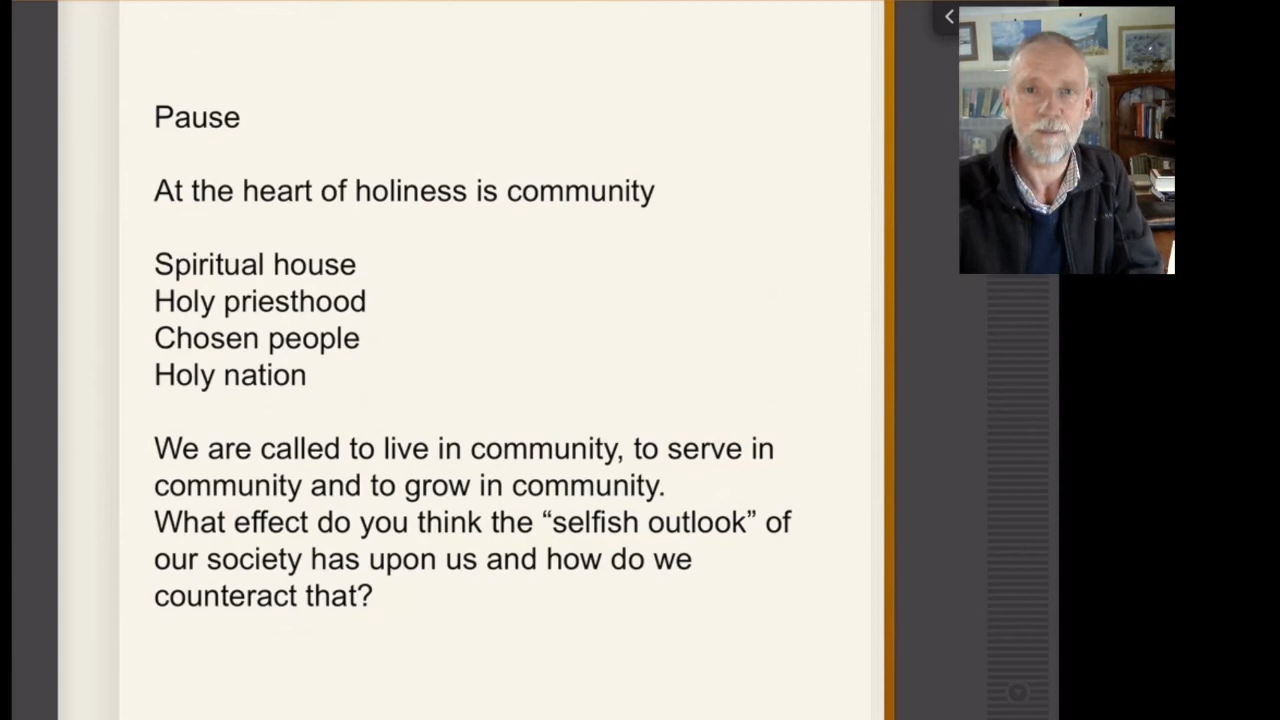 Pause
At the heart of holiness is community
Spiritual house
Holy priesthood
Chosen people
Holy nation
We are called to live in community, to serve in
community and to grow in community.
What effect do you think the “selfish outlook” of
our society has upon us and how do we
counteract that?